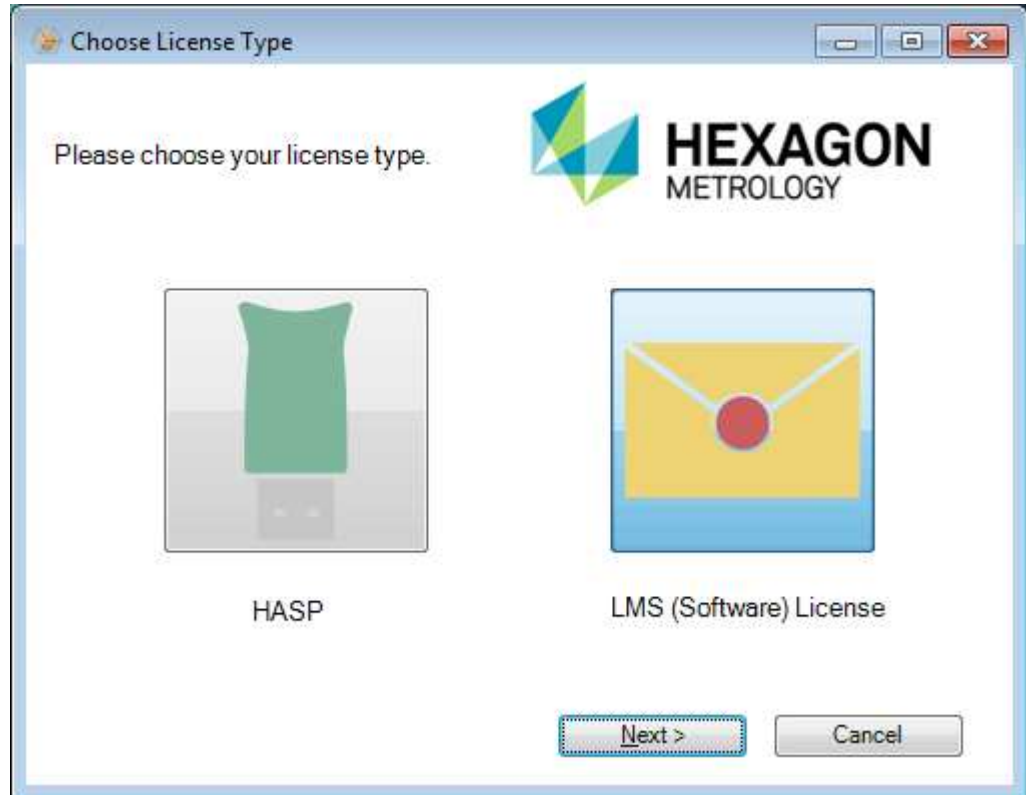 Choose License Type
Please choose your license type.
HEXAGON
METROLOGY
HASP
LMS (Software) License
Next >
Cancel